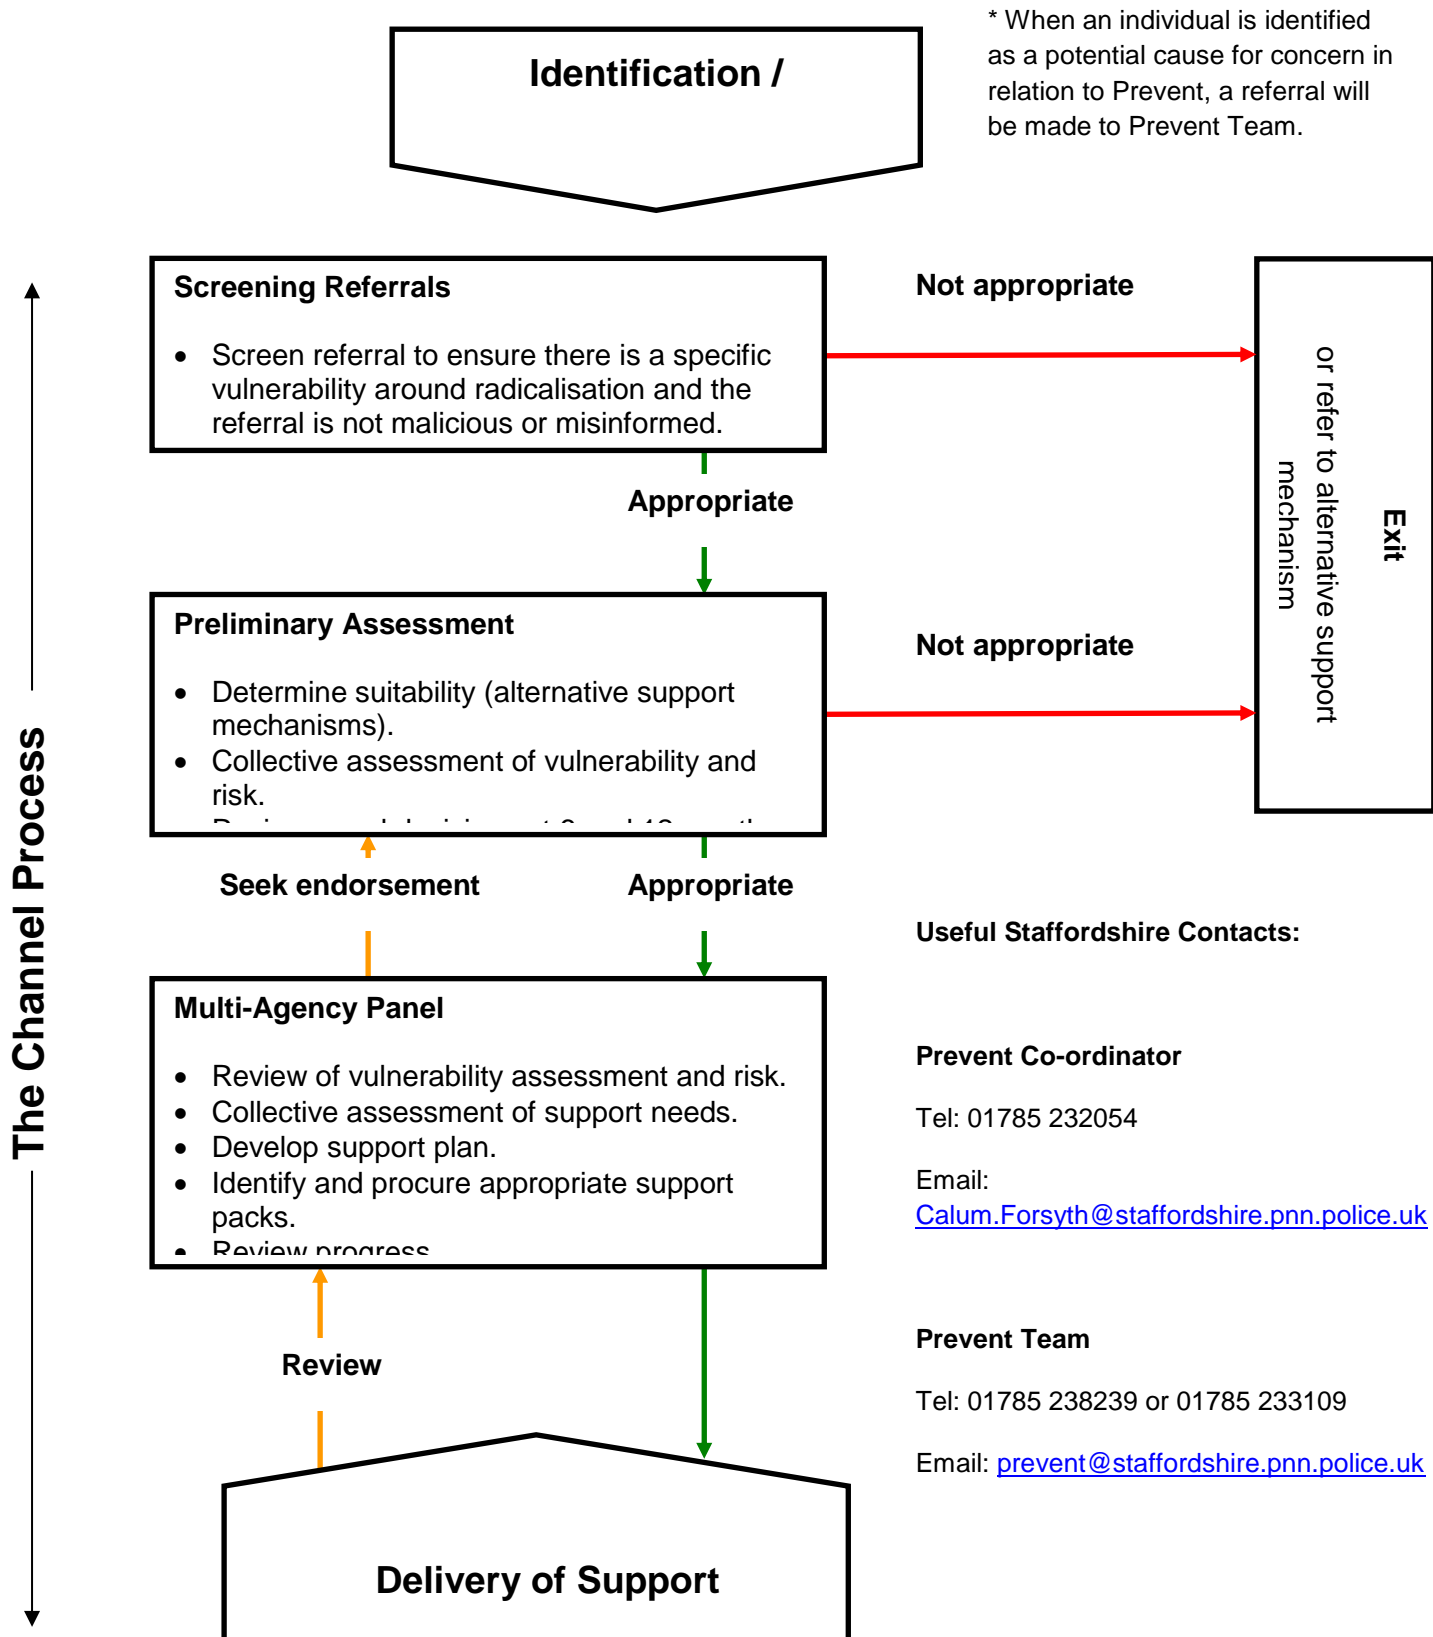 * When an individual is identified
as a potential cause for concern in
relation to Prevent, a referral will
be made to Prevent Team.
Identification /
The Channel Process
Screening Referrals
• Screen referral to ensure there is a specific
vulnerability around radicalisation and the
referral is not malicious or misinformed.
Not appropriate
Appropriate
Exit
or refer to alternative support
mechanism
Preliminary Assessment
• Determine suitability (alternative support
mechanisms).
• Collective assessment of vulnerability and
risk.
Not appropriate
Seek endorsement
Appropriate
Multi-Agency Panel
• Review of vulnerability assessment and risk.
• Collective assessment of support needs.
• Develop support plan.
• Identify and procure appropriate support
packs.
• Review progress
Review
Delivery of Support
Useful Staffordshire Contacts:
Prevent Co-ordinator
Tel: 01785 232054
Email:
Calum.Forsyth@staffordshire.pnn.police.uk
Prevent Team
Tel: 01785 238239 or 01785 233109
Email: prevent@staffordshire.pnn.police.uk